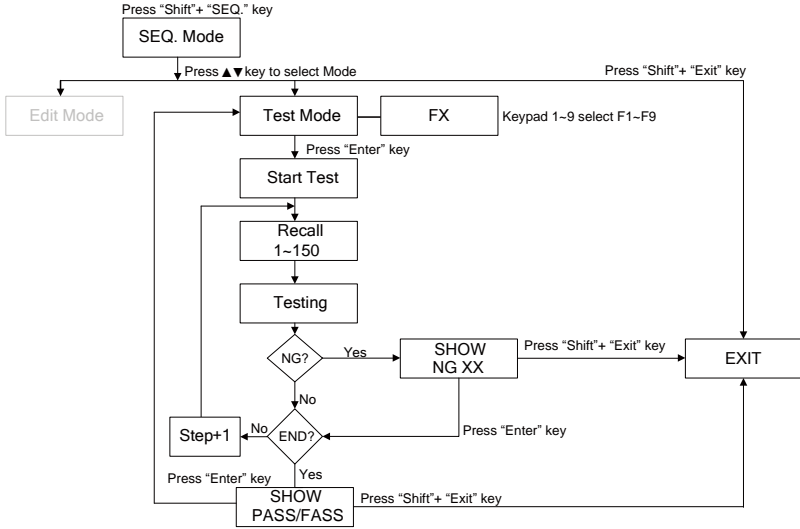 Press “Shift”+ “SEQ.” key
SEQ. Mode
Press ▲▼key to select Mode
Press “Shift”+ “Exit” key
Edit Mode
Test Mode
FX
Keypad 1~9 select F1~F9
Press “Enter” key
Start Test
Recall
1~150
Testing
NG?
Yes
SHOW
NG XX
Press “Shift”+ “Exit” key
EXIT
No
Step+1
No
END?
Press “Enter” key
Yes
Press “Enter” key
SHOW
PASS/FASS
Press “Shift”+ “Exit” key